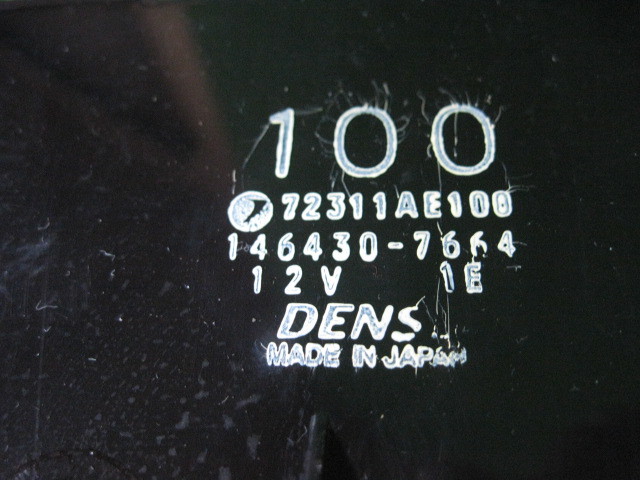 100
72311AE100
146430-7664
12V 1E
DENS
MADE IN JAPAN